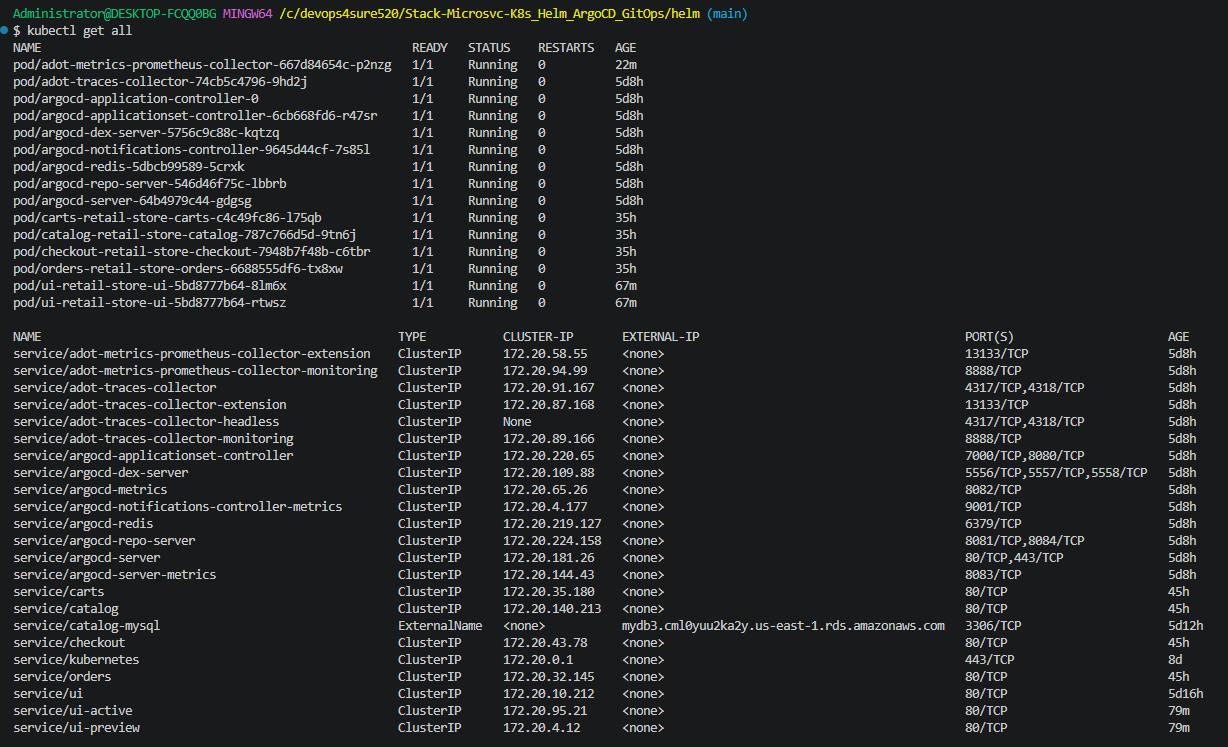 Administrator@DESKTOP-FCQQ0BG MINGW64 /c/devops4sure520/Stack-Microsvc-K8s_Helm_ArgoCD_GitOps/helm (main)
$ kubectl get all
NAME READY STATUS RESTARTS AGE
pod/adot-metrics-prometheus-collector-667d84654c-p2nzg 1/1 Running 0 22m
pod/adot-traces-collector-74cb5c4796-9hd2j 1/1 Running 0 5d8h
pod/argocd-application-controller-0 1/1 Running 0 5d8h
pod/argocd-applicationset-controller-6cb668fd6-r47sr 1/1 Running 0 5d8h
pod/argocd-dex-server-5756c9c88c-kqtzq 1/1 Running 0 5d8h
pod/argocd-notifications-controller-9645d44cf-7s85l 1/1 Running 0 5d8h
pod/argocd-redis-5dbcb99589-5crxk 1/1 Running 0 5d8h
pod/argocd-repo-server-546d46f75c-lbbrb 1/1 Running 0 5d8h
pod/argocd-server-64b4979c44-gdgsg 1/1 Running 0 5d8h
pod/carts-retail-store-carts-c4c49fc86-l75qb 1/1 Running 0 35h
pod/catalog-retail-store-catalog-787c766d5d-9tn6j 1/1 Running 0 35h
pod/checkout-retail-store-checkout-7948b7f48b-c6tbr 1/1 Running 0 35h
pod/orders-retail-store-orders-6688555df6-tx8xw 1/1 Running 0 35h
pod/ui-retail-store-ui-5bd8777b64-8lm6x 1/1 Running 0 67m
pod/ui-retail-store-ui-5bd8777b64-rtwsz 1/1 Running 0 67m
NAME TYPE CLUSTER-IP EXTERNAL-IP PORT(S) AGE
service/adot-metrics-prometheus-collector-extension ClusterIP 172.20.58.55 <none> 13133/TCP 5d8h
service/adot-metrics-prometheus-collector-monitoring ClusterIP 172.20.94.99 <none> 8888/TCP 5d8h
service/adot-traces-collector ClusterIP 172.20.91.167 <none> 4317/TCP,4318/TCP 5d8h
service/adot-traces-collector-extension ClusterIP 172.20.87.168 <none> 13133/TCP 5d8h
service/adot-traces-collector-headless ClusterIP None <none> 4317/TCP,4318/TCP 5d8h
service/adot-traces-collector-monitoring ClusterIP 172.20.89.166 <none> 8888/TCP 5d8h
service/argocd-applicationset-controller ClusterIP 172.20.220.65 <none> 7000/TCP,8080/TCP 5d8h
service/argocd-dex-server ClusterIP 172.20.109.88 <none> 5556/TCP,5557/TCP,5558/TCP 5d8h
service/argocd-metrics ClusterIP 172.20.65.26 <none> 8082/TCP 5d8h
service/argocd-notifications-controller-metrics ClusterIP 172.20.4.177 <none> 9001/TCP 5d8h
service/argocd-redis ClusterIP 172.20.219.127 <none> 6379/TCP 5d8h
service/argocd-repo-server ClusterIP 172.20.224.158 <none> 8081/TCP,8084/TCP 5d8h
service/argocd-server ClusterIP 172.20.181.26 <none> 80/TCP,443/TCP 5d8h
service/argocd-server-metrics ClusterIP 172.20.144.43 <none> 8083/TCP 5d8h
service/carts ClusterIP 172.20.35.180 <none> 80/TCP 45h
service/catalog ClusterIP 172.20.140.213 <none> 80/TCP 45h
service/catalog-mysql ExternalName <none> mydb3.cml0yuu2ka2y.us-east-1.rds.amazonaws.com 3306/TCP 5d12h
service/checkout ClusterIP 172.20.43.78 <none> 80/TCP 45h
service/kubernetes ClusterIP 172.20.0.1 <none> 443/TCP 8d
service/orders ClusterIP 172.20.32.145 <none> 80/TCP 45h
service/ui ClusterIP 172.20.10.212 <none> 80/TCP 5d16h
service/ui-active ClusterIP 172.20.95.21 <none> 80/TCP 79m
service/ui-preview ClusterIP 172.20.4.12 <none> 80/TCP 79m